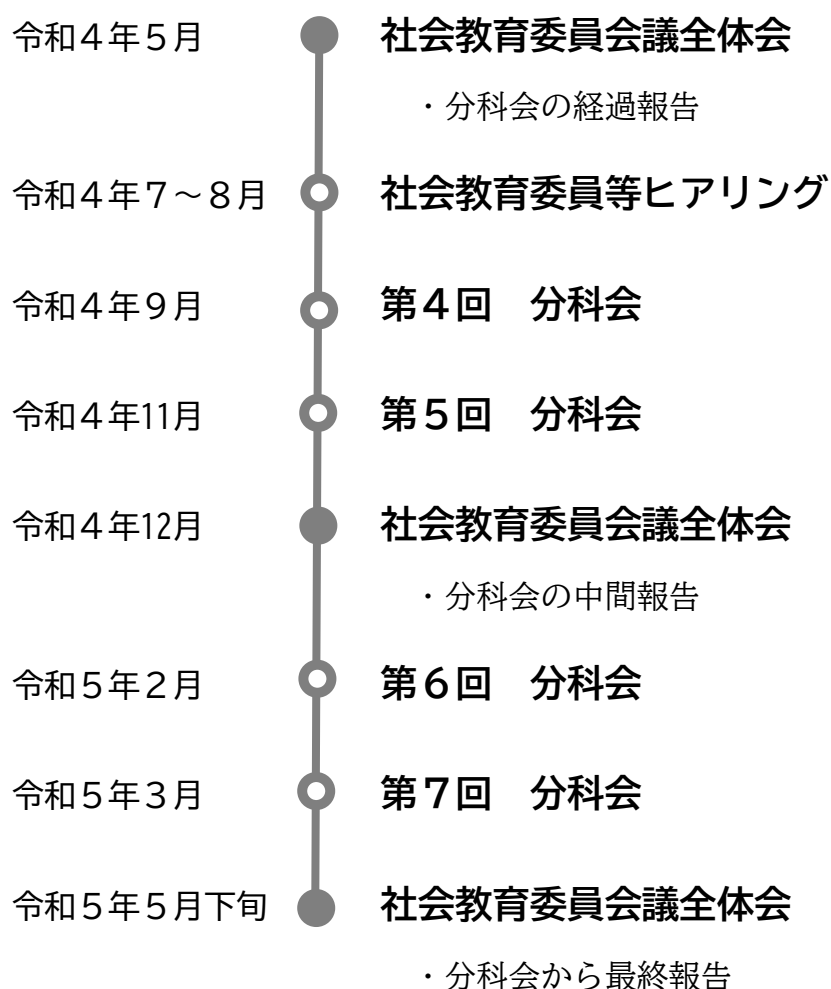 令和４年５月　社会教育委員会議全体会
・分科会の経過報告
令和４年７～８月　社会教育委員等ヒアリング
令和４年９月　第４回　分科会
令和４年11月　第５回　分科会
令和４年12月　社会教育委員会議全体会
・分科会の中間報告
令和５年２月　第６回　分科会
令和５年３月　第７回　分科会
令和５年５月下旬　社会教育委員会議全体会
・分科会から最終報告